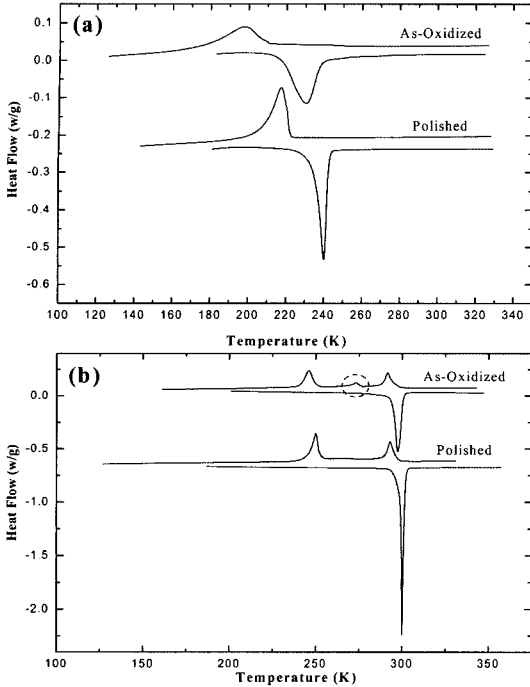 (a)
As-Oxidized
Polished
Heat Flow (w/g)
0.1
0.0
-0.1
-0.2
-0.3
-0.4
-0.5
-0.6
100 120 140 160 180 200 220 240 260 280 300 320 340
Temperature (K)
(b)
As-Oxidized
Polished
Heat Flow (w/g)
0.0
-0.5
-1.0
-1.5
-2.0
100 150 200 250 300 350
Temperature (K)